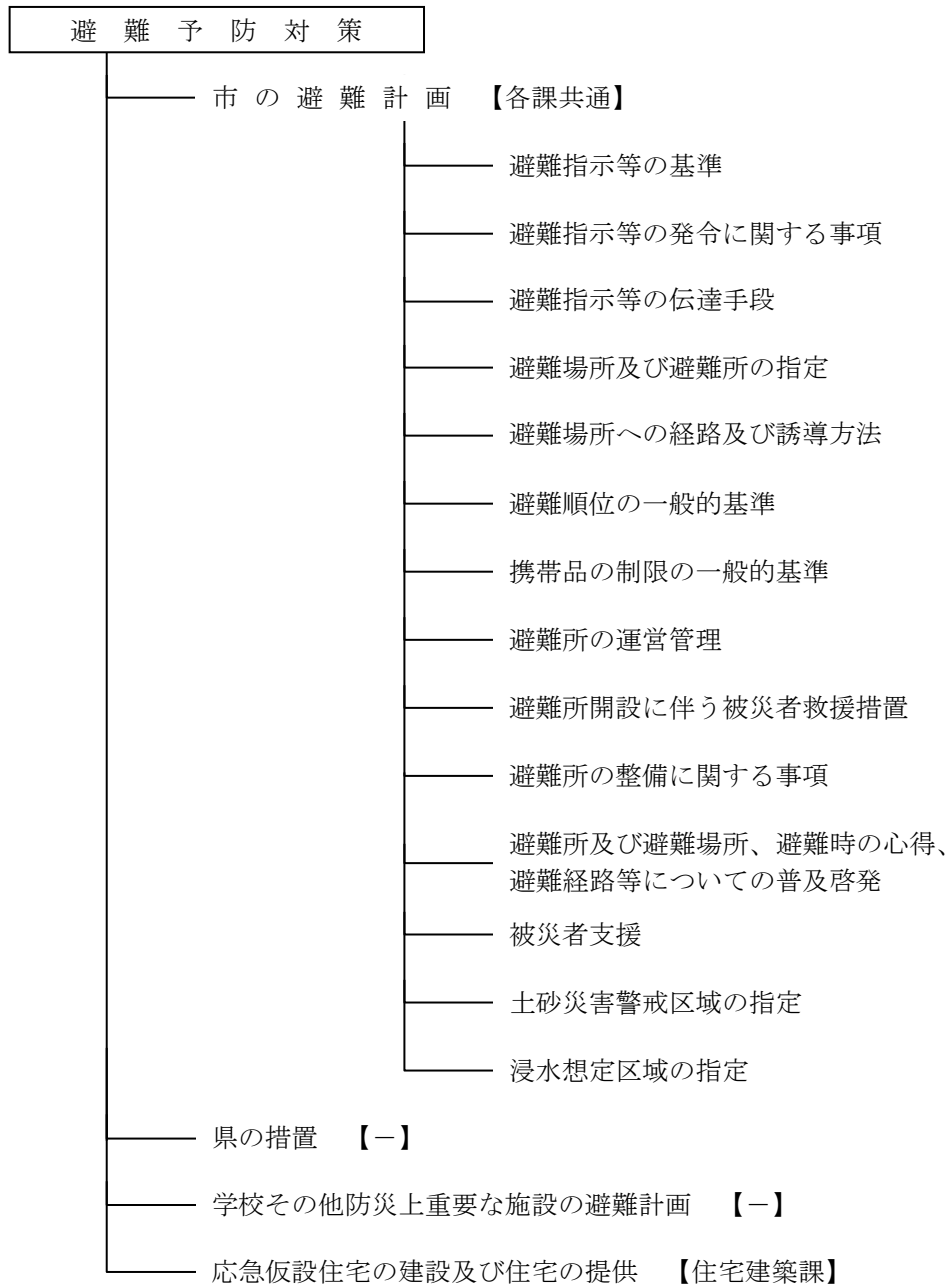 避難予防対策
市の避難計画 【各課共通】
避難指示等の基準
避難指示等の発令に関する事項
避難指示等の伝達手段
避難場所及び避難所の指定
避難場所への経路及び誘導方法
避難順位の一般的基準
携帯品の制限の一般的基準
避難所の運営管理
避難所開設に伴う被災者救援措置
避難所の整備に関する事項
避難所及び避難場所、避難時の心得、
避難経路等についての普及啓発
被災者支援
土砂災害警戒区域の指定
浸水想定区域の指定
県の措置 【－】
学校その他防災上重要な施設の避難計画 【－】
応急仮設住宅の建設及び住宅の提供 【住宅建築課】